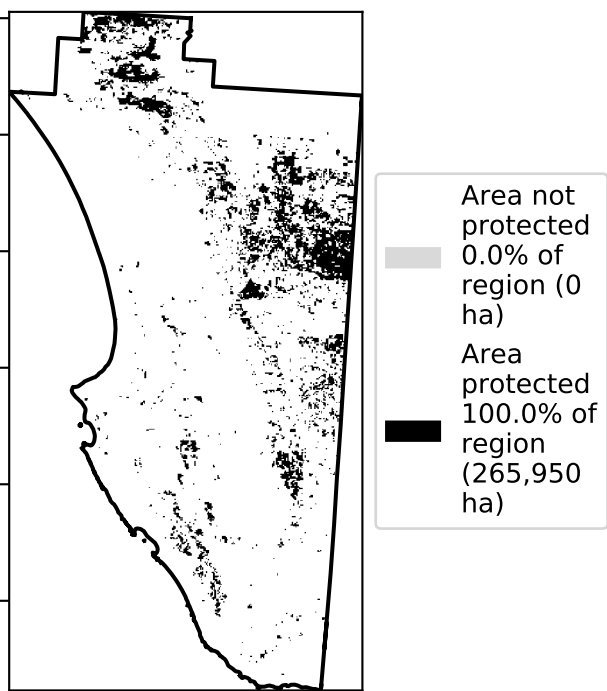 Area not
protected
0.0% of
region (0
ha)
Area
protected
100.0% of
region
(265,950
ha)